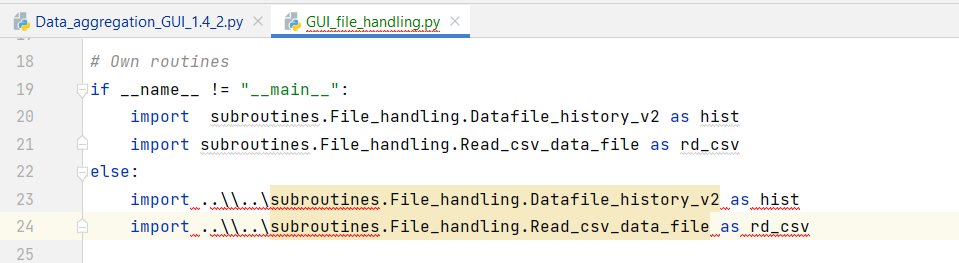 Data_aggregation_GUI_1.4_2.py GUI_file_handling.py
18 # Own routines
19 if __name__ != "__main__":
20 import  subroutines.File_handling.Datafile_history_v2 as hist
21 import subroutines.File_handling.Read_csv_data_file as rd_csv
22 else:
23 import ..\\..\subroutines.File_handling.Datafile_history_v2 as hist
24 import ..\\..\subroutines.File_handling.Read_csv_data_file as rd_csv
25